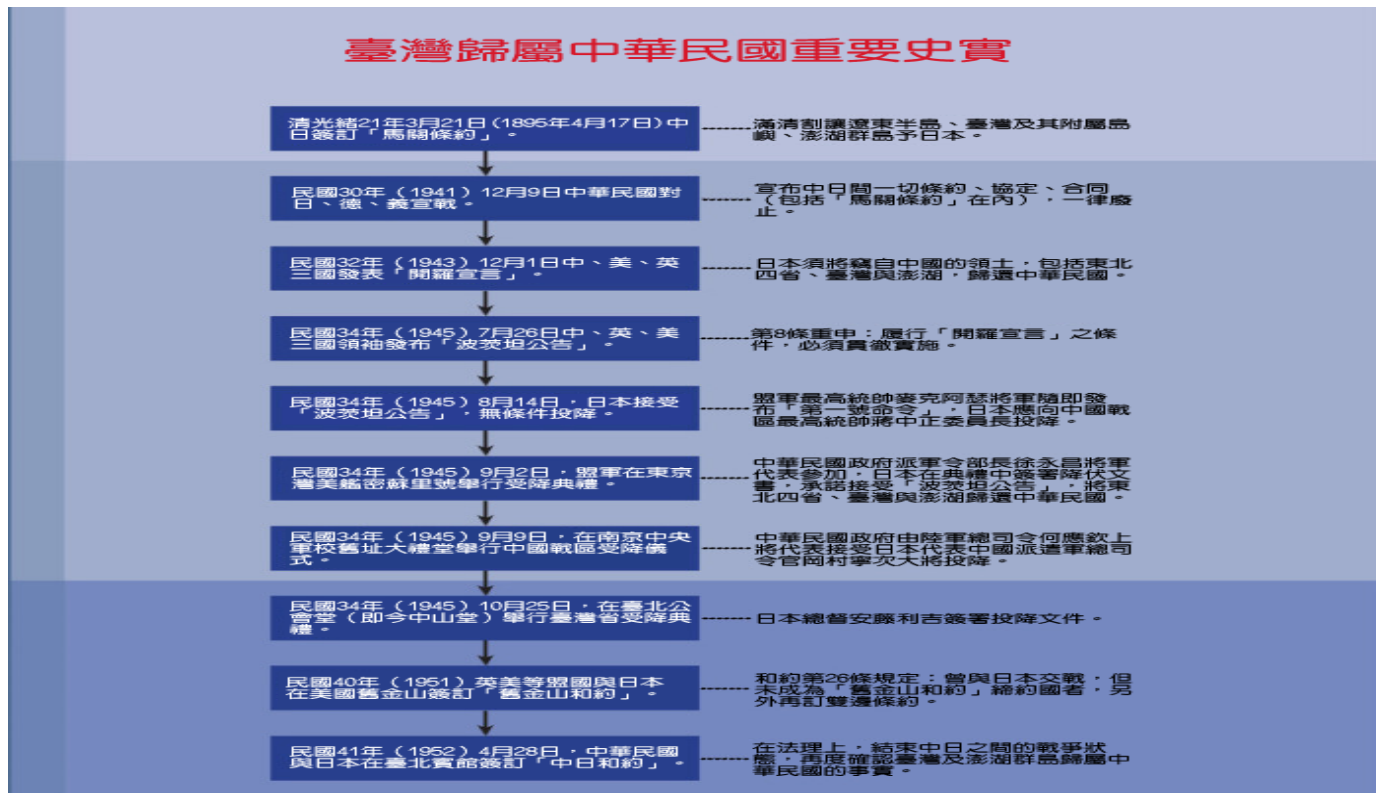 臺灣歸屬中華民國重要史實
清光緒21年3月21日(1895年4月17日)中
日簽訂「馬關條約」。
滿清割讓遼東半島、臺灣及其附屬島
嶼、澎湖群島予日本。
民國30年（1941）12月9日中華民國對
日、德、義宣戰。
宣布中日間一切條約、協定、合同
（包括「馬關條約」在內），一律廢
止。
民國32年（1943）12月1日中、美、英
三國發表「開羅宣言」。
日本須將竊自中國的領土，包括東北
四省、臺灣與澎湖，歸還中華民國。
民國34年（1945）7月26日中、英、美
三國領袖發布「波茨坦公告」。
第8條重申：履行「開羅宣言」之條
件，必須貫徹實施。
民國34年（1945）8月14日，日本接受
「波茨坦公告」，無條件投降。
盟軍最高統帥麥克阿瑟將軍隨即發
布「第一號命令」，日本應向中國戰
區最高統帥蔣中正委員長投降。
民國34年（1945）9月2日，盟軍在東京
灣美艦密蘇里號舉行受降典禮。
中華民國政府派軍令部長徐永昌將軍
代表參加，日本在典禮中簽署降伏文
書，承諾接受「波茨坦公告」，將東
北四省、臺灣與澎湖歸還中華民國。
民國34年（1945）9月9日，在南京中央
軍校舊址大禮堂舉行中國戰區受降儀
式。
中華民國政府由陸軍總司令何應欽上
將代表接受日本代表中國派遣軍總司
令官岡村寧次大將投降。
民國34年（1945）10月25日，在臺北公
會堂（即今中山堂）舉行臺灣省受降典
禮。
日本總督安藤利吉簽署投降文件。
民國40年（1951）英美等盟國與日本
在美國舊金山簽訂「舊金山和約」。
和約第26條規定：曾與日本交戰，但
未成為「舊金山和約」締約國者，另
外再訂雙邊條約。
民國41年（1952）4月28日，中華民國
與日本在臺北賓館簽訂「中日和約」。
在法理上，結束中日之間的戰爭狀
態，再度確認臺灣及澎湖群島歸屬中
華民國的事實。